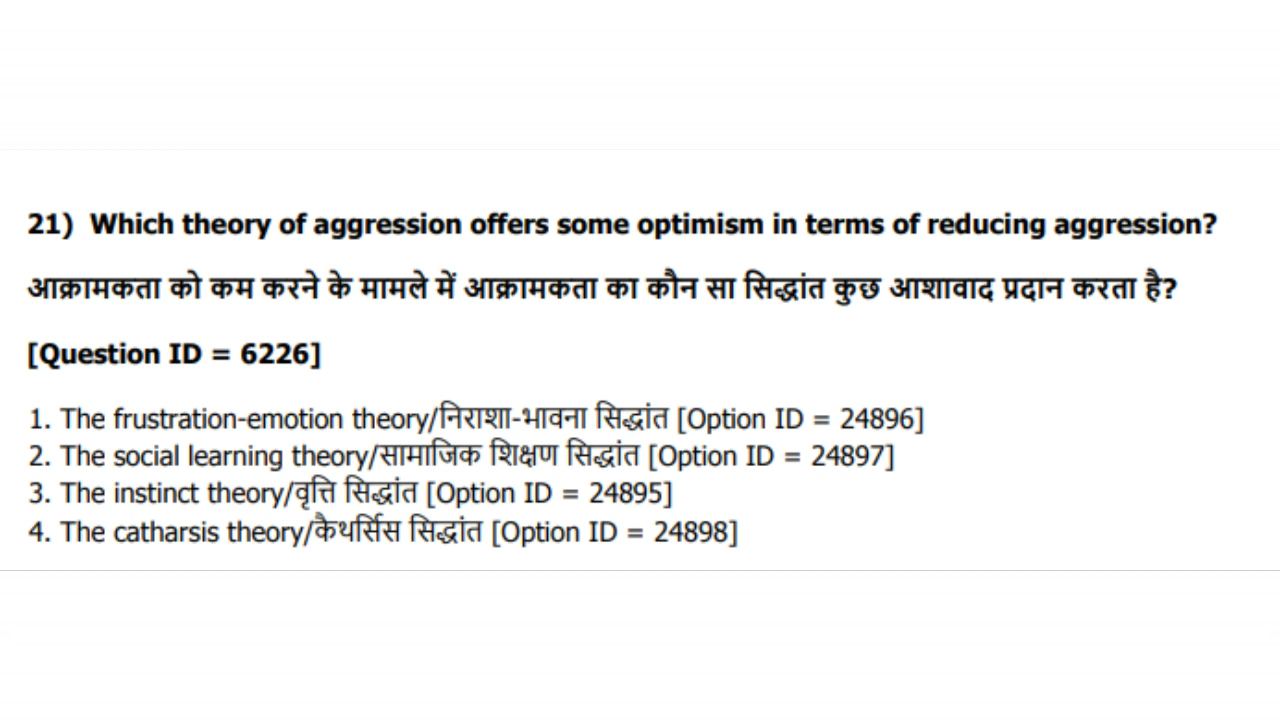 21) Which theory of aggression offers some optimism in terms of reducing aggression?
आक्रामकता को कम करने के मामले में आक्रामकता का कौन सा सिद्धांत कुछ आशावाद प्रदान करता है?
[Question ID = 6226]
1. The frustration-emotion theory/निराशा-भावना सिद्धांत [Option ID = 24896]
2. The social learning theory/सामाजिक शिक्षण सिद्धांत [Option ID = 24897]
3. The instinct theory/वृत्ति सिद्धांत [Option ID = 24895]
4. The catharsis theory/कैथर्सिस सिद्धांत [Option ID = 24898]